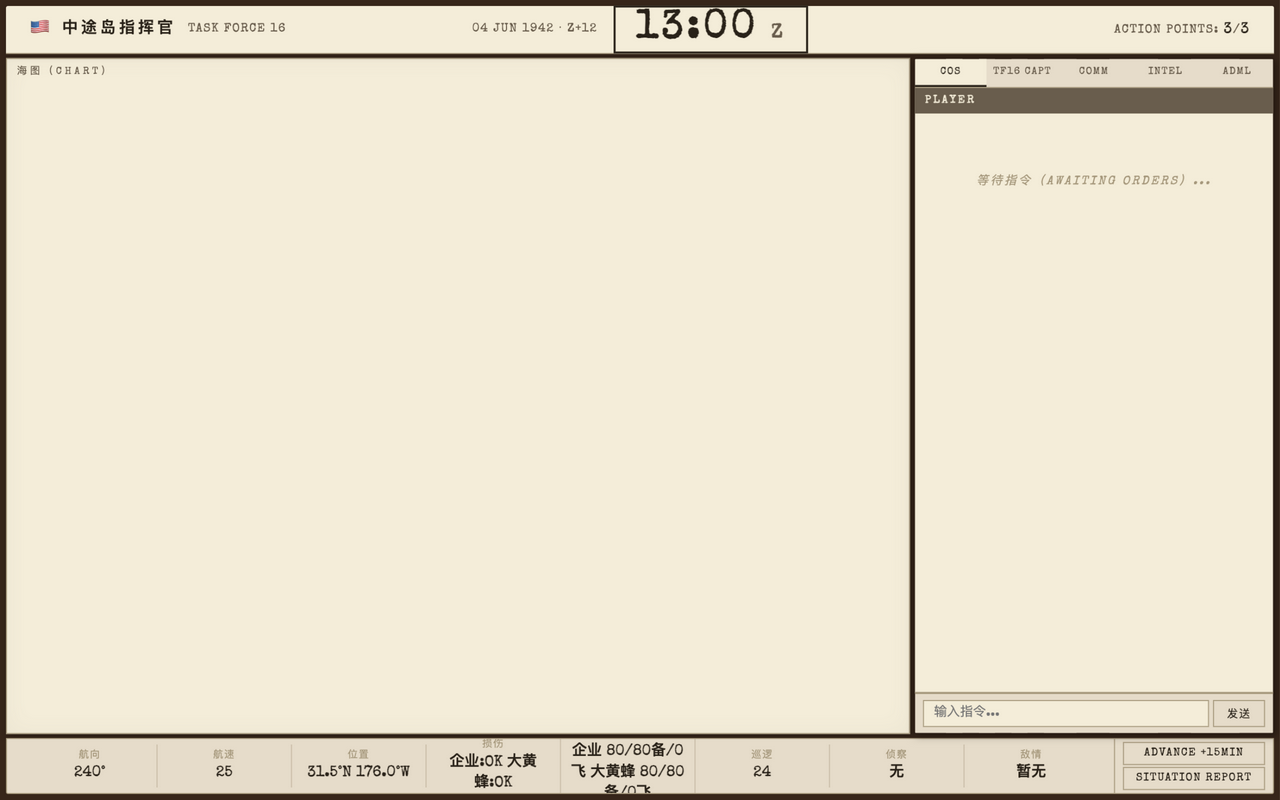 🇺🇸 中途岛指挥官 TASK FORCE 16
04 JUN 1942 · Z+12
13:00 Z
ACTION POINTS: 3/3
海图 (CHART)
COS TF16 CAPT COMM INTEL ADML
PLAYER
等待指令 (AWAITING ORDERS) ...
输入指令... 发送
航向
240°
航速
25
位置
31.5°N 176.0°W
损伤
企业:OK 大黄
蜂:OK
企业 80/80备/0
飞 大黄蜂 80/80
备/0飞
巡逻
24
侦察
无
敌情
暂无
ADVANCE +15MIN
SITUATION REPORT